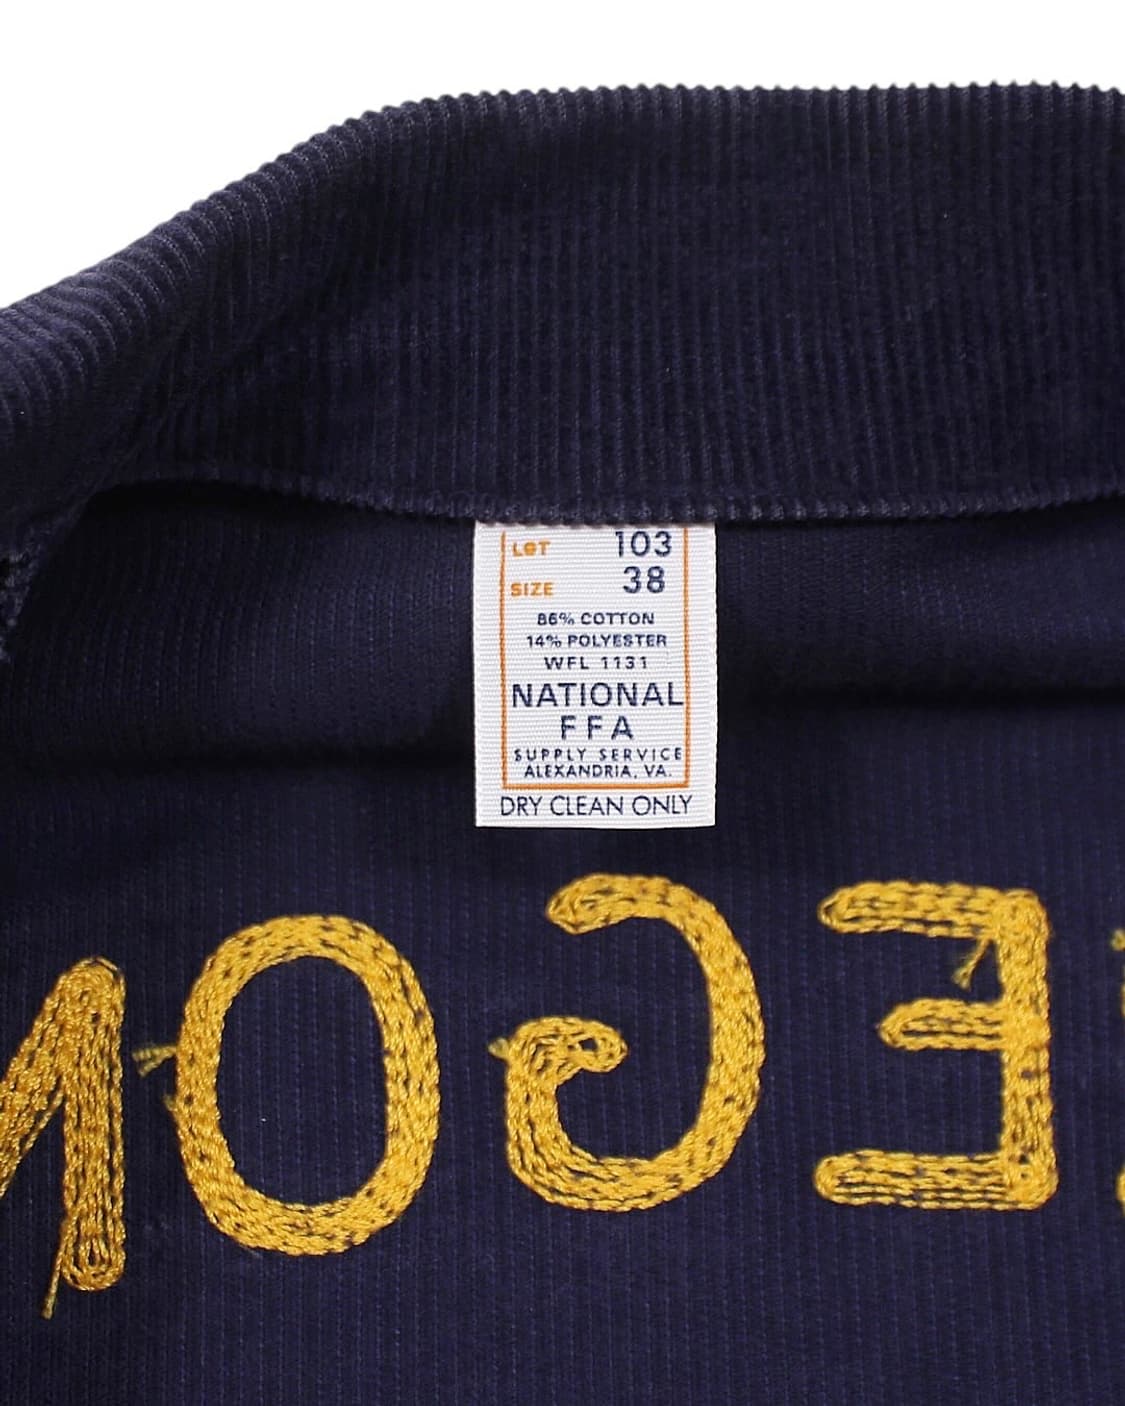 LOT 103
SIZE 38
86% COTTON
14% POLYESTER
WFL 1131
NATIONAL
FFA
SUPPLY SERVICE
ALEXANDRIA, VA.
DRY CLEAN ONLY
EGON